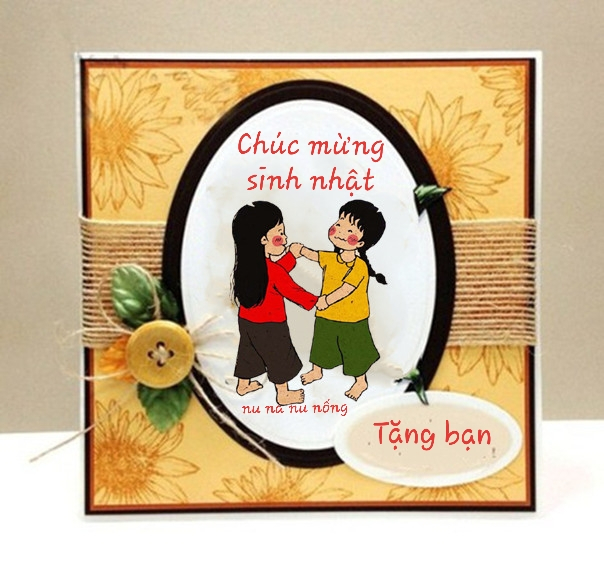 Chúc mừng
sinh nhật
nu na nu nống
Tặng bạn